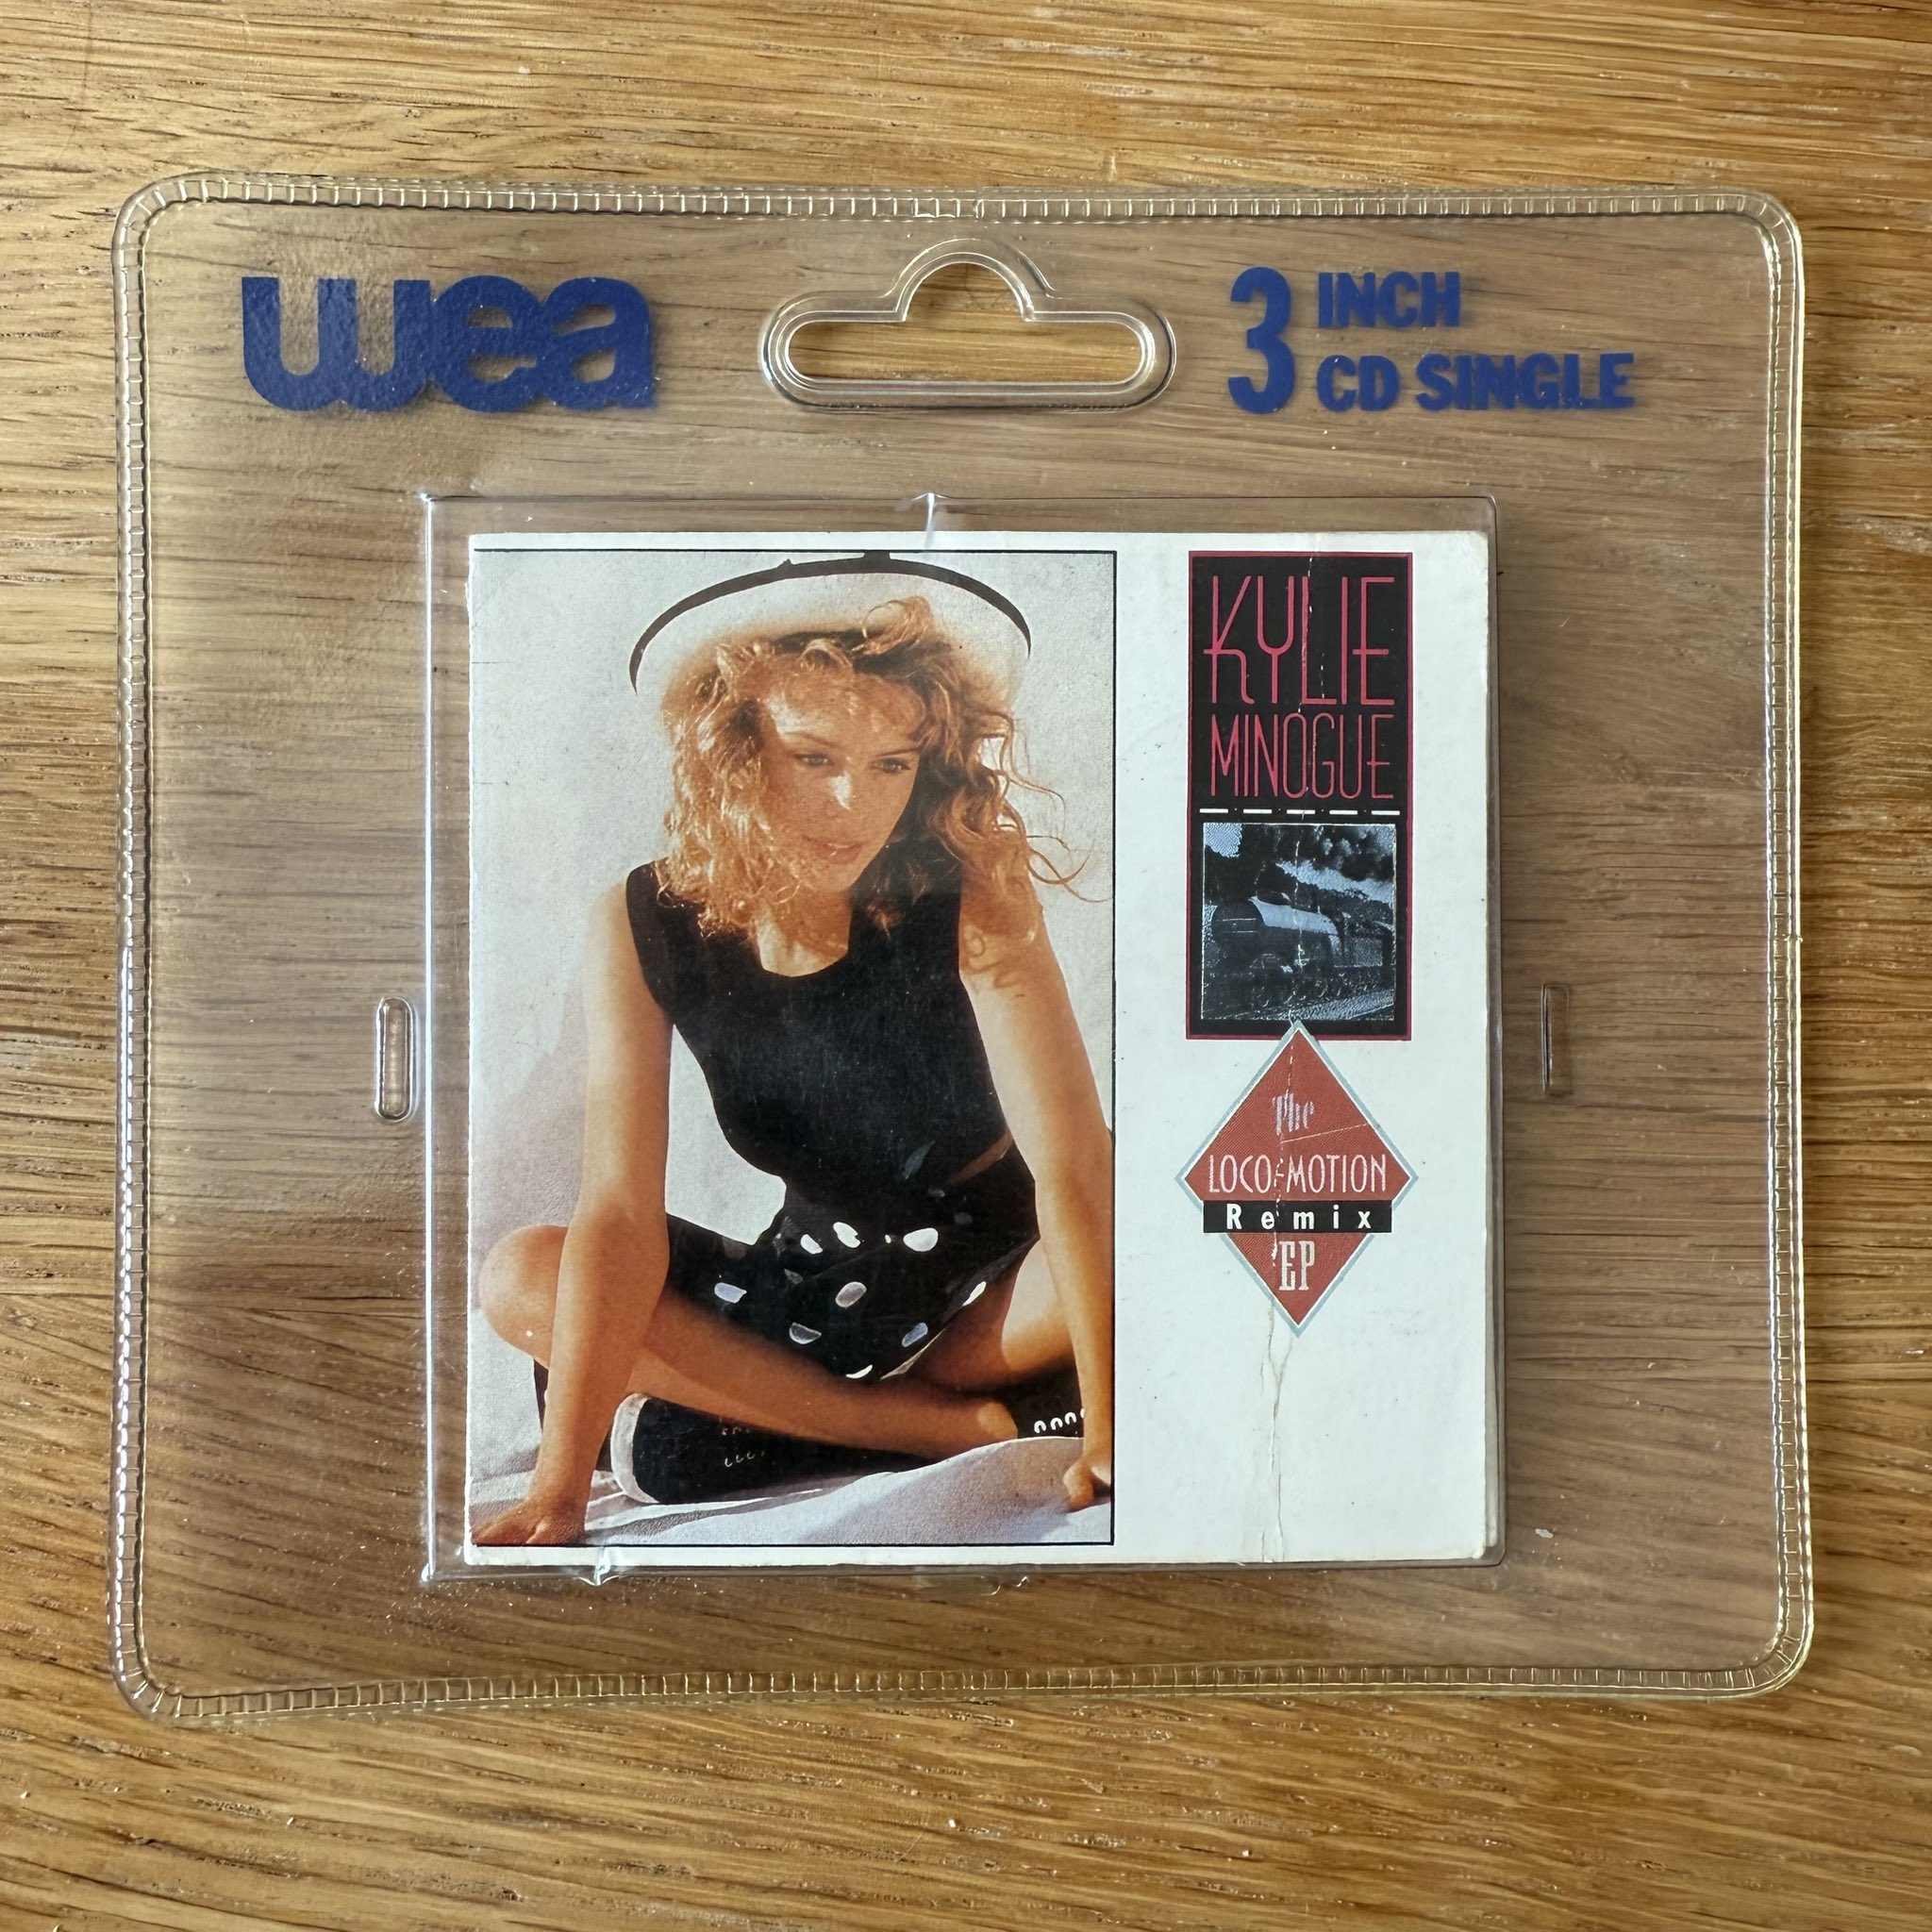 wea
3 INCH
CD SINGLE
KYLIE
MINOGUE
The
LOCO-MOTION
Remix
EP